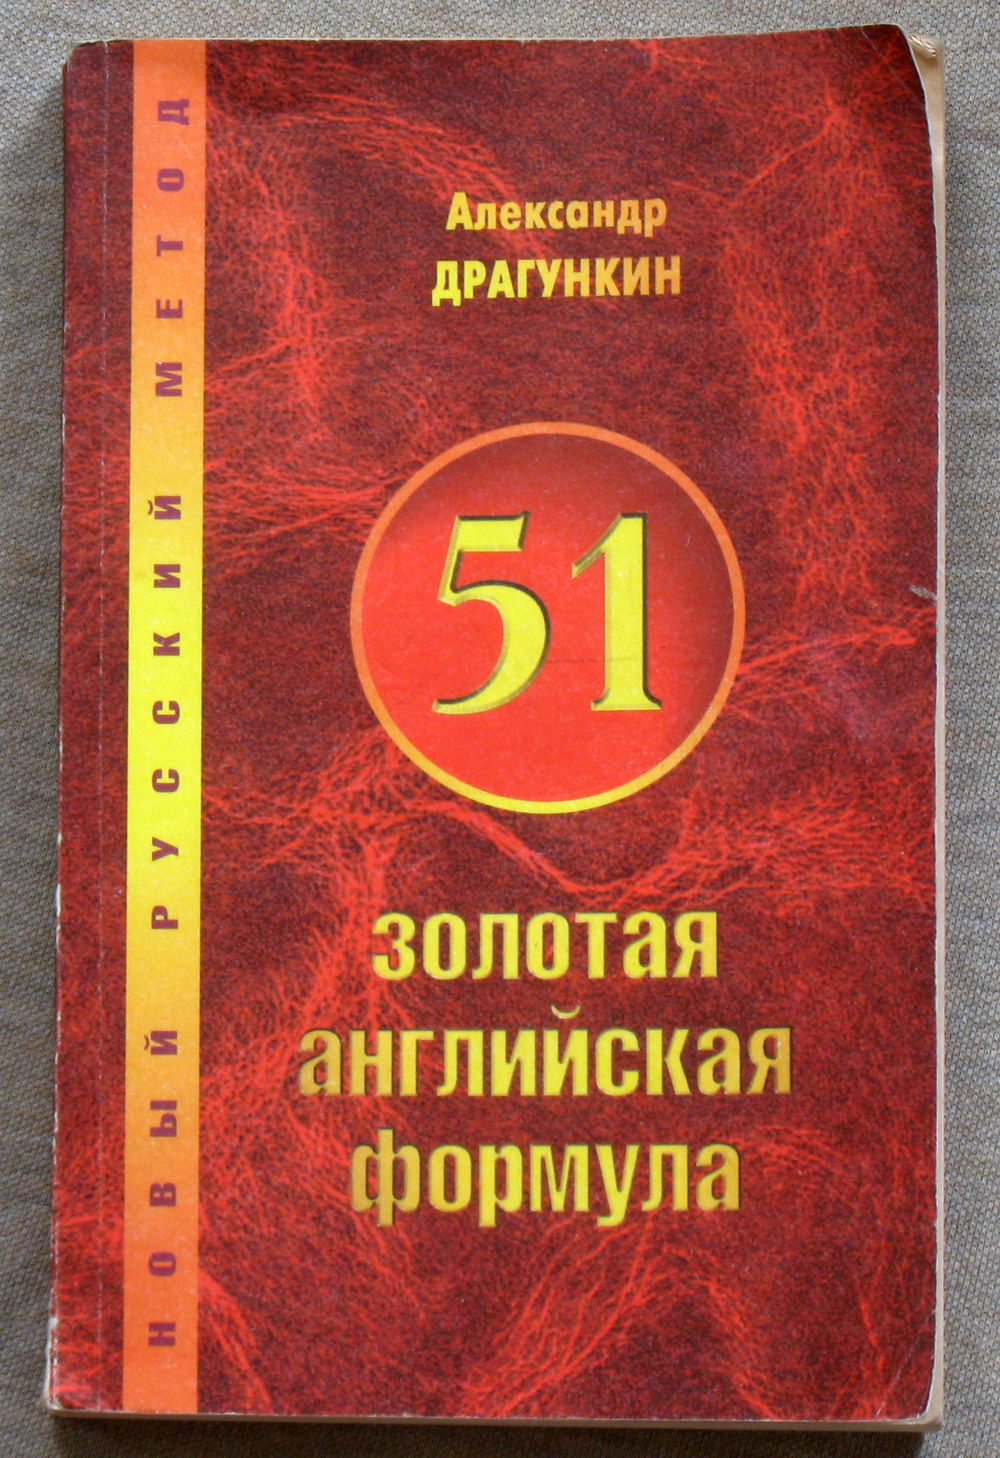 Александр
ДРАГУНКИН
51
золотая
английская
формула
НОВЫЙ РУССКИЙ МЕТОД